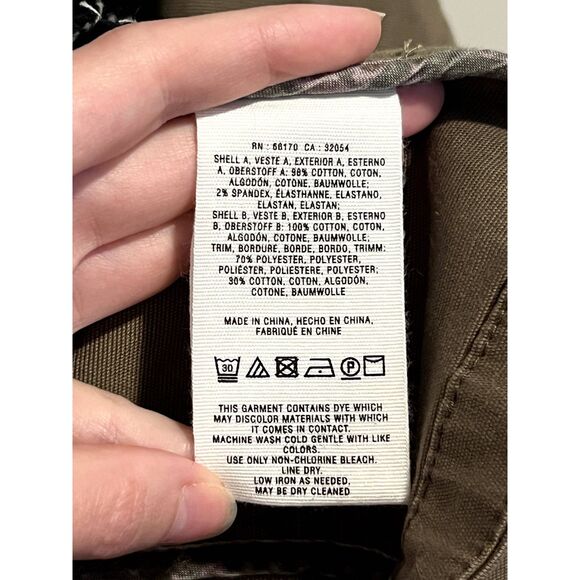 RN : 66170 CA : 32054
SHELL A, VESTE A, EXTERIOR A, ESTERNO
A, OBERSTOFF A: 98% COTTON, COTON,
ALGODÓN, COTONE, BAUMWOLLE;
2% SPANDEX, ÉLASTHANNE, ELASTANO,
ELASTAN, ELASTAN;
SHELL B, VESTE B, EXTERIOR B, ESTERNO
B, OBERSTOFF B: 100% COTTON, COTON,
ALGODÓN, COTONE, BAUMWOLLE;
TRIM, BORDURE, BORDE, BORDO, TRIMM:
70% POLYESTER, POLYESTER,
POLIÉSTER, POLIESTERE, POLYESTER;
30% COTTON, COTON, ALGODÓN,
COTONE, BAUMWOLLE
MADE IN CHINA, HECHO EN CHINA,
FABRIQUÉ EN CHINE
30 P
THIS GARMENT CONTAINS DYE WHICH
MAY DISCOLOR MATERIALS WITH WHICH
IT COMES IN CONTACT.
MACHINE WASH COLD GENTLE WITH LIKE
COLORS.
USE ONLY NON-CHLORINE BLEACH.
LINE DRY.
LOW IRON AS NEEDED.
MAY BE DRY CLEANED